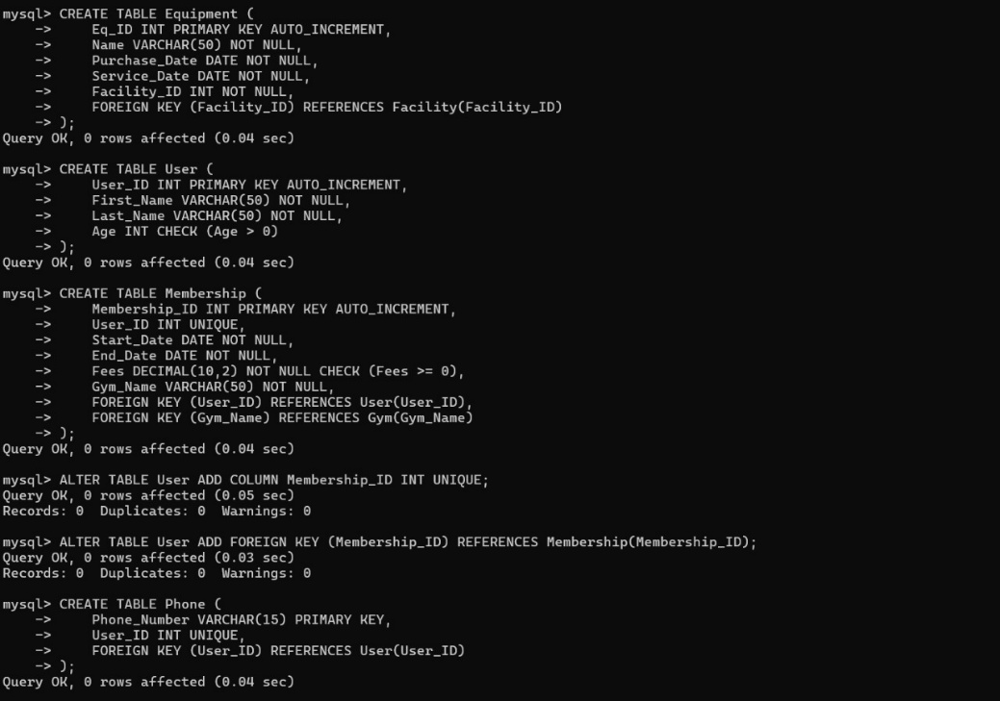 mysql> CREATE TABLE Equipment (
    ->     Eq_ID INT PRIMARY KEY AUTO_INCREMENT,
    ->     Name VARCHAR(50) NOT NULL,
    ->     Purchase_Date DATE NOT NULL,
    ->     Service_Date DATE NOT NULL,
    ->     Facility_ID INT NOT NULL,
    ->     FOREIGN KEY (Facility_ID) REFERENCES Facility(Facility_ID)
    -> );
Query OK, 0 rows affected (0.04 sec)

mysql> CREATE TABLE User (
    ->     User_ID INT PRIMARY KEY AUTO_INCREMENT,
    ->     First_Name VARCHAR(50) NOT NULL,
    ->     Last_Name VARCHAR(50) NOT NULL,
    ->     Age INT CHECK (Age > 0)
    -> );
Query OK, 0 rows affected (0.04 sec)

mysql> CREATE TABLE Membership (
    ->     Membership_ID INT PRIMARY KEY AUTO_INCREMENT,
    ->     User_ID INT UNIQUE,
    ->     Start_Date DATE NOT NULL,
    ->     End_Date DATE NOT NULL,
    ->     Fees DECIMAL(10,2) NOT NULL CHECK (Fees >= 0),
    ->     Gym_Name VARCHAR(50) NOT NULL,
    ->     FOREIGN KEY (User_ID) REFERENCES User(User_ID),
    ->     FOREIGN KEY (Gym_Name) REFERENCES Gym(Gym_Name)
    -> );
Query OK, 0 rows affected (0.04 sec)

mysql> ALTER TABLE User ADD COLUMN Membership_ID INT UNIQUE;
Query OK, 0 rows affected (0.05 sec)
Records: 0  Duplicates: 0  Warnings: 0

mysql> ALTER TABLE User ADD FOREIGN KEY (Membership_ID) REFERENCES Membership(Membership_ID);
Query OK, 0 rows affected (0.03 sec)
Records: 0  Duplicates: 0  Warnings: 0

mysql> CREATE TABLE Phone (
    ->     Phone_Number VARCHAR(15) PRIMARY KEY,
    ->     User_ID INT UNIQUE,
    ->     FOREIGN KEY (User_ID) REFERENCES User(User_ID)
    -> );
Query OK, 0 rows affected (0.04 sec)